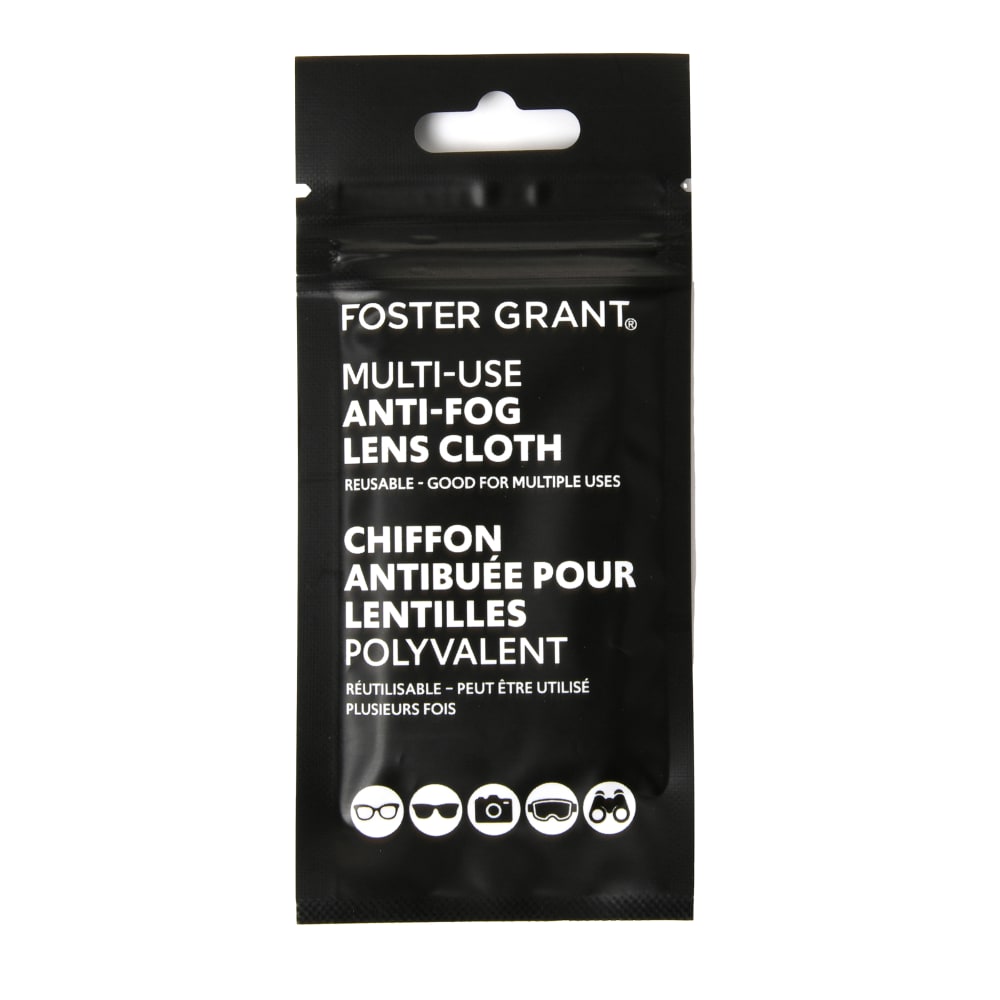 FOSTER GRANT®
MULTI-USE
ANTI-FOG
LENS CLOTH
REUSABLE - GOOD FOR MULTIPLE USES
CHIFFON
ANTIBUÉE POUR
LENTILLES
POLYVALENT
RÉUTILISABLE – PEUT ÊTRE UTILISÉ
PLUSIEURS FOIS